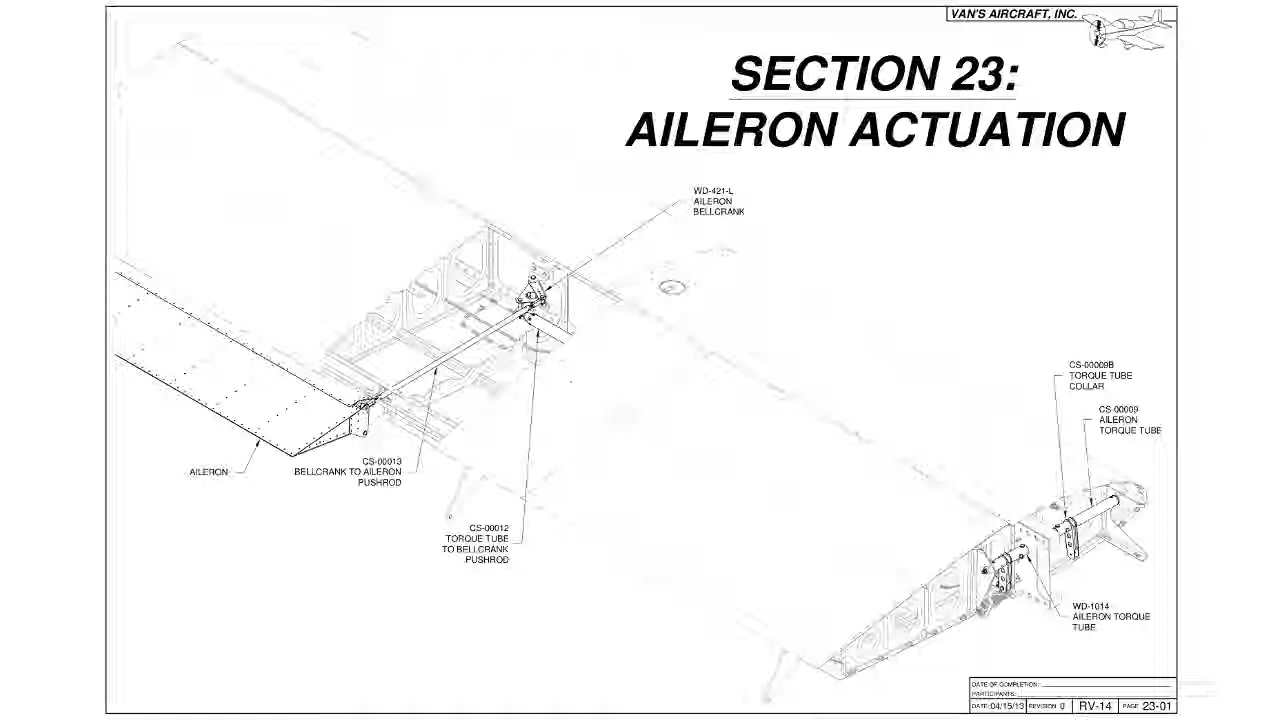 VAN'S AIRCRAFT, INC.
SECTION 23:
AILERON ACTUATION
WD-421-L
AILERON
BELLCRANK
CS-00009B
TORQUE TUBE
COLLAR
CS-00009
AILERON
TORQUE TUBE
AILERON
CS-00013
BELLCRANK TO AILERON
PUSHROD
CS-00012
TORQUE TUBE
TO BELLCRANK
PUSHROD
WD-1014
AILERON TORQUE
TUBE
DATE OF COMPLETION:
PARTICIPANTS:
DATE: 04/15/13 REVISION: 0 RV-14 PAGE 23-01